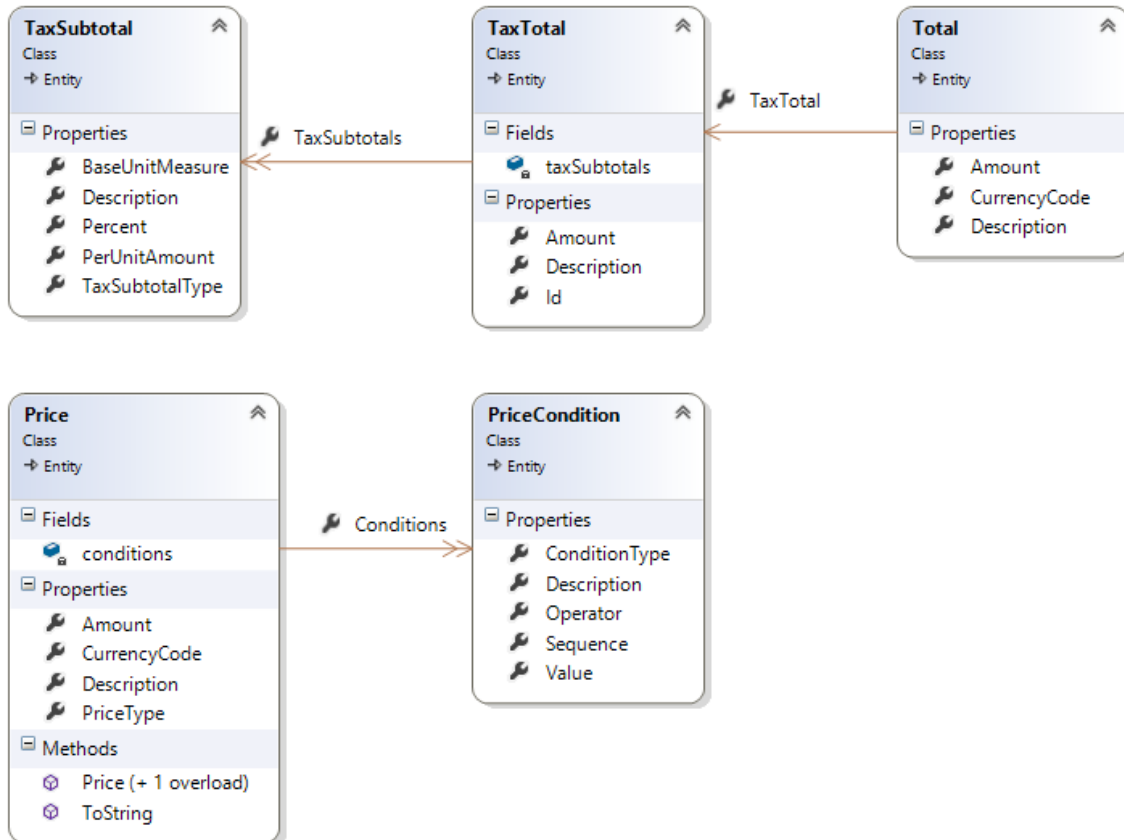 TaxSubtotal
Class
Entity
Properties
BaseUnitMeasure
Description
Percent
PerUnitAmount
TaxSubtotalType
TaxSubtotals
TaxTotal
Class
Entity
Fields
taxSubtotals
Properties
Amount
Description
Id
TaxTotal
Total
Class
Entity
Properties
Amount
CurrencyCode
Description
Price
Class
Entity
Fields
conditions
Properties
Amount
CurrencyCode
Description
PriceType
Methods
Price (+ 1 overload)
ToString
Conditions
PriceCondition
Class
Entity
Properties
ConditionType
Description
Operator
Sequence
Value